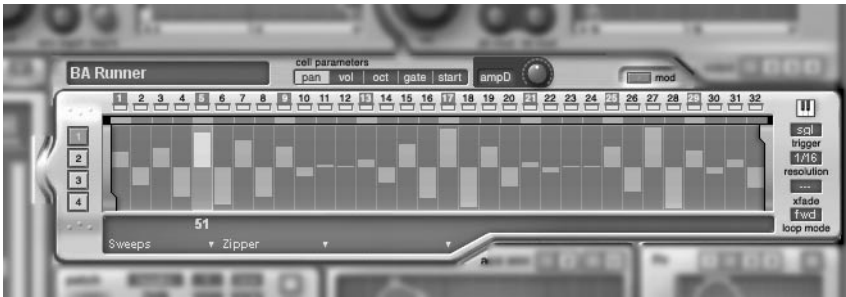 cell parameters
BA Runner
pan vol oct gate start ampD mod
1 2 3 4 5 6 7 8 9 10 11 12 13 14 15 16 17 18 19 20 21 22 23 24 25 26 27 28 29 30 31 32
1
2
3
4
sgl
trigger
1/16
resolution
---
xfade
fwd
loop mode
51
Sweeps Zipper